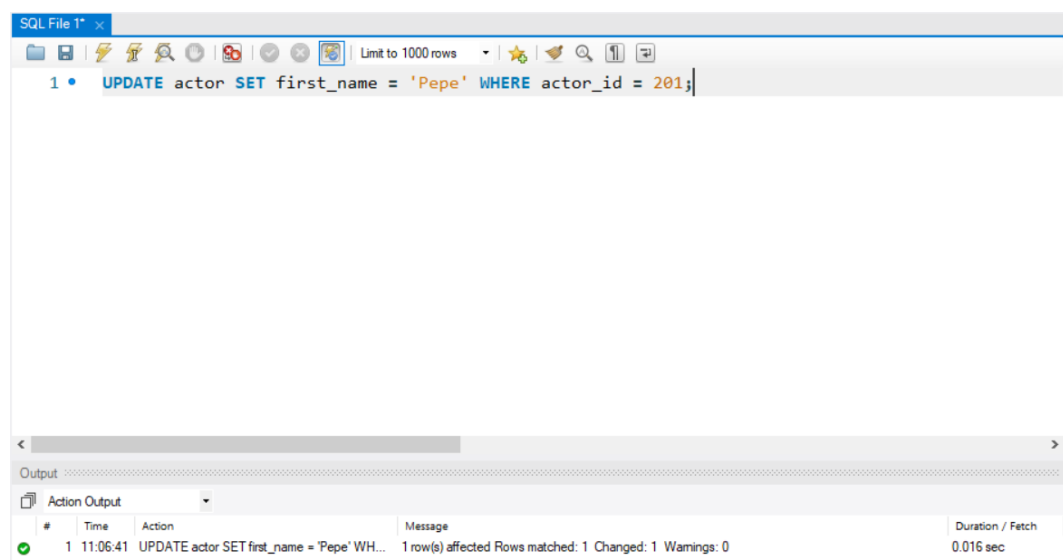 SQL File 1*
Limit to 1000 rows
1 UPDATE actor SET first_name = 'Pepe' WHERE actor_id = 201;
Output
Action Output
# Time Action Message Duration / Fetch
1 11:06:41 UPDATE actor SET first_name = 'Pepe' WH... 1 row(s) affected Rows matched: 1 Changed: 1 Warnings: 0 0.016 sec